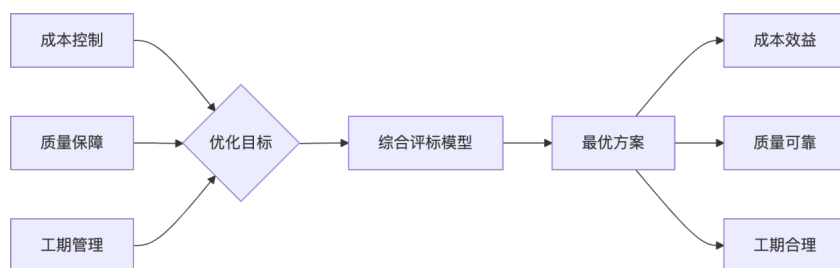 成本控制
质量保障
工期管理
优化目标
综合评标模型
最优方案
成本效益
质量可靠
工期合理